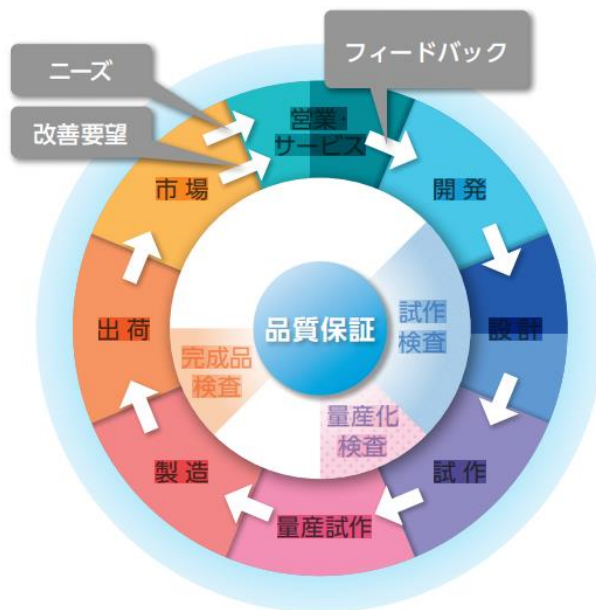 ニーズ
フィードバック
改善要望
営業・
サービス
市場
開発
出荷
品質保証
試作
検査
設計
完成品
検査
量産化
検査
製造
試作
量産試作